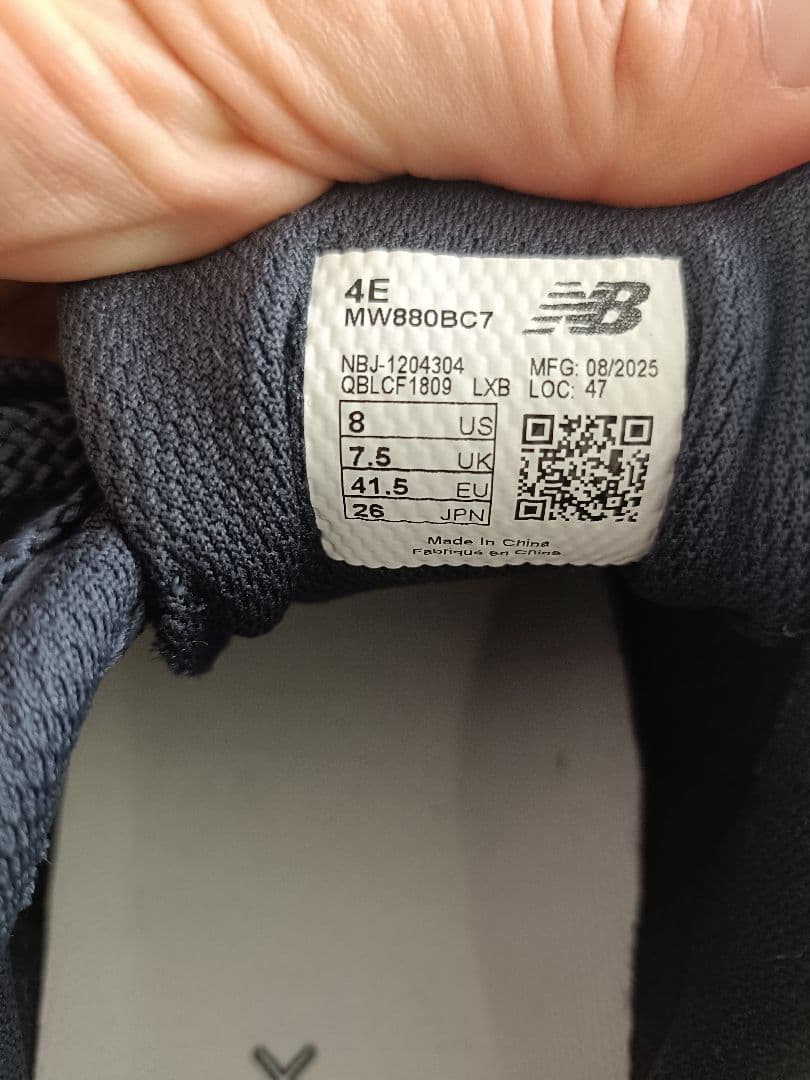 4E
MW880BC7
NB
NBJ-1204304 MFG: 08/2025
QBLCF1809 LXB LOC: 47
8 US
7.5 UK
41.5 EU
26 JPN
Made In China
Fabriqué en Chine